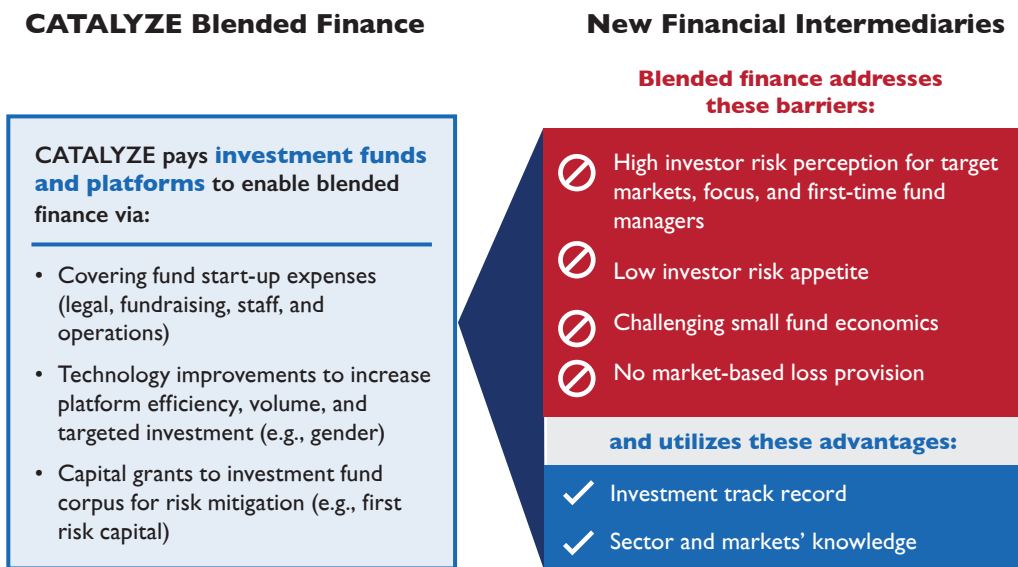 CATALYZE Blended Finance
CATALYZE pays investment funds
and platforms to enable blended
finance via:
• Covering fund start-up expenses
(legal, fundraising, staff, and
operations)
• Technology improvements to increase
platform efficiency, volume, and
targeted investment (e.g., gender)
• Capital grants to investment fund
corpus for risk mitigation (e.g., first
risk capital)
New Financial Intermediaries
Blended finance addresses
these barriers:
High investor risk perception for target
markets, focus, and first-time fund
managers
Low investor risk appetite
Challenging small fund economics
No market-based loss provision
and utilizes these advantages:
Investment track record
Sector and markets’ knowledge